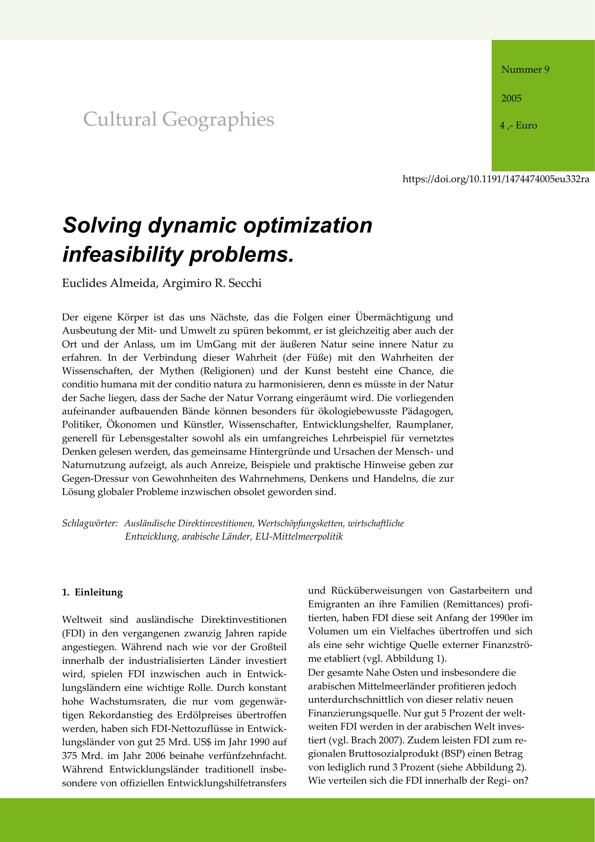 Nummer 9
2005
4 ,- Euro
Cultural Geographies
https://doi.org/10.1191/1474474005eu332ra
Solving dynamic optimization
infeasibility problems.
Euclides Almeida, Argimiro R. Secchi
Der eigene Körper ist das uns Nächste, das die Folgen einer Übermächtigung und
Ausbeutung der Mit- und Umwelt zu spüren bekommt, er ist gleichzeitig aber auch der
Ort und der Anlass, um im UmGang mit der äußeren Natur seine innere Natur zu
erfahren. In der Verbindung dieser Wahrheit (der Füße) mit den Wahrheiten der
Wissenschaften, der Mythen (Religionen) und der Kunst besteht eine Chance, die
conditio humana mit der conditio natura zu harmonisieren, denn es müsste in der Natur
der Sache liegen, dass der Sache der Natur Vorrang eingeräumt wird. Die vorliegenden
aufeinander aufbauenden Bände können besonders für ökologiebewusste Pädagogen,
Politiker, Ökonomen und Künstler, Wissenschafter, Entwicklungshelfer, Raumplaner,
generell für Lebensgestalter sowohl als ein umfangreiches Lehrbeispiel für vernetztes
Denken gelesen werden, das gemeinsame Hintergründe und Ursachen der Mensch- und
Naturnutzung aufzeigt, als auch Anreize, Beispiele und praktische Hinweise geben zur
Gegen-Dressur von Gewohnheiten des Wahrnehmens, Denkens und Handelns, die zur
Lösung globaler Probleme inzwischen obsolet geworden sind.
Schlagwörter: Ausländische Direktinvestitionen, Wertschöpfungsketten, wirtschaftliche
Entwicklung, arabische Länder, EU-Mittelmeerpolitik
1. Einleitung
Weltweit sind ausländische Direktinvestitionen
(FDI) in den vergangenen zwanzig Jahren rapide
angestiegen. Während nach wie vor der Großteil
innerhalb der industrialisierten Länder investiert
wird, spielen FDI inzwischen auch in Entwick-
lungsländern eine wichtige Rolle. Durch konstant
hohe Wachstumsraten, die nur vom gegenwär-
tigen Rekordanstieg des Erdölpreises übertroffen
werden, haben sich FDI-Nettozuflüsse in Entwick-
lungsländer von gut 25 Mrd. US$ im Jahr 1990 auf
375 Mrd. im Jahr 2006 beinahe verfünfzehnfacht.
Während Entwicklungsländer traditionell insbe-
sondere von offiziellen Entwicklungshilfetransfers
und Rücküberweisungen von Gastarbeitern und
Emigranten an ihre Familien (Remittances) profi-
tierten, haben FDI diese seit Anfang der 1990er im
Volumen um ein Vielfaches übertroffen und sich
als eine sehr wichtige Quelle externer Finanzströ-
me etabliert (vgl. Abbildung 1).
Der gesamte Nahe Osten und insbesondere die
arabischen Mittelmeerländer profitieren jedoch
unterdurchschnittlich von dieser relativ neuen
Finanzierungsquelle. Nur gut 5 Prozent der welt-
weiten FDI werden in der arabischen Welt inves-
tiert (vgl. Brach 2007). Zudem leisten FDI zum re-
gionalen Bruttosozialprodukt (BSP) einen Betrag
von lediglich rund 3 Prozent (siehe Abbildung 2).
Wie verteilen sich die FDI innerhalb der Regi- on?